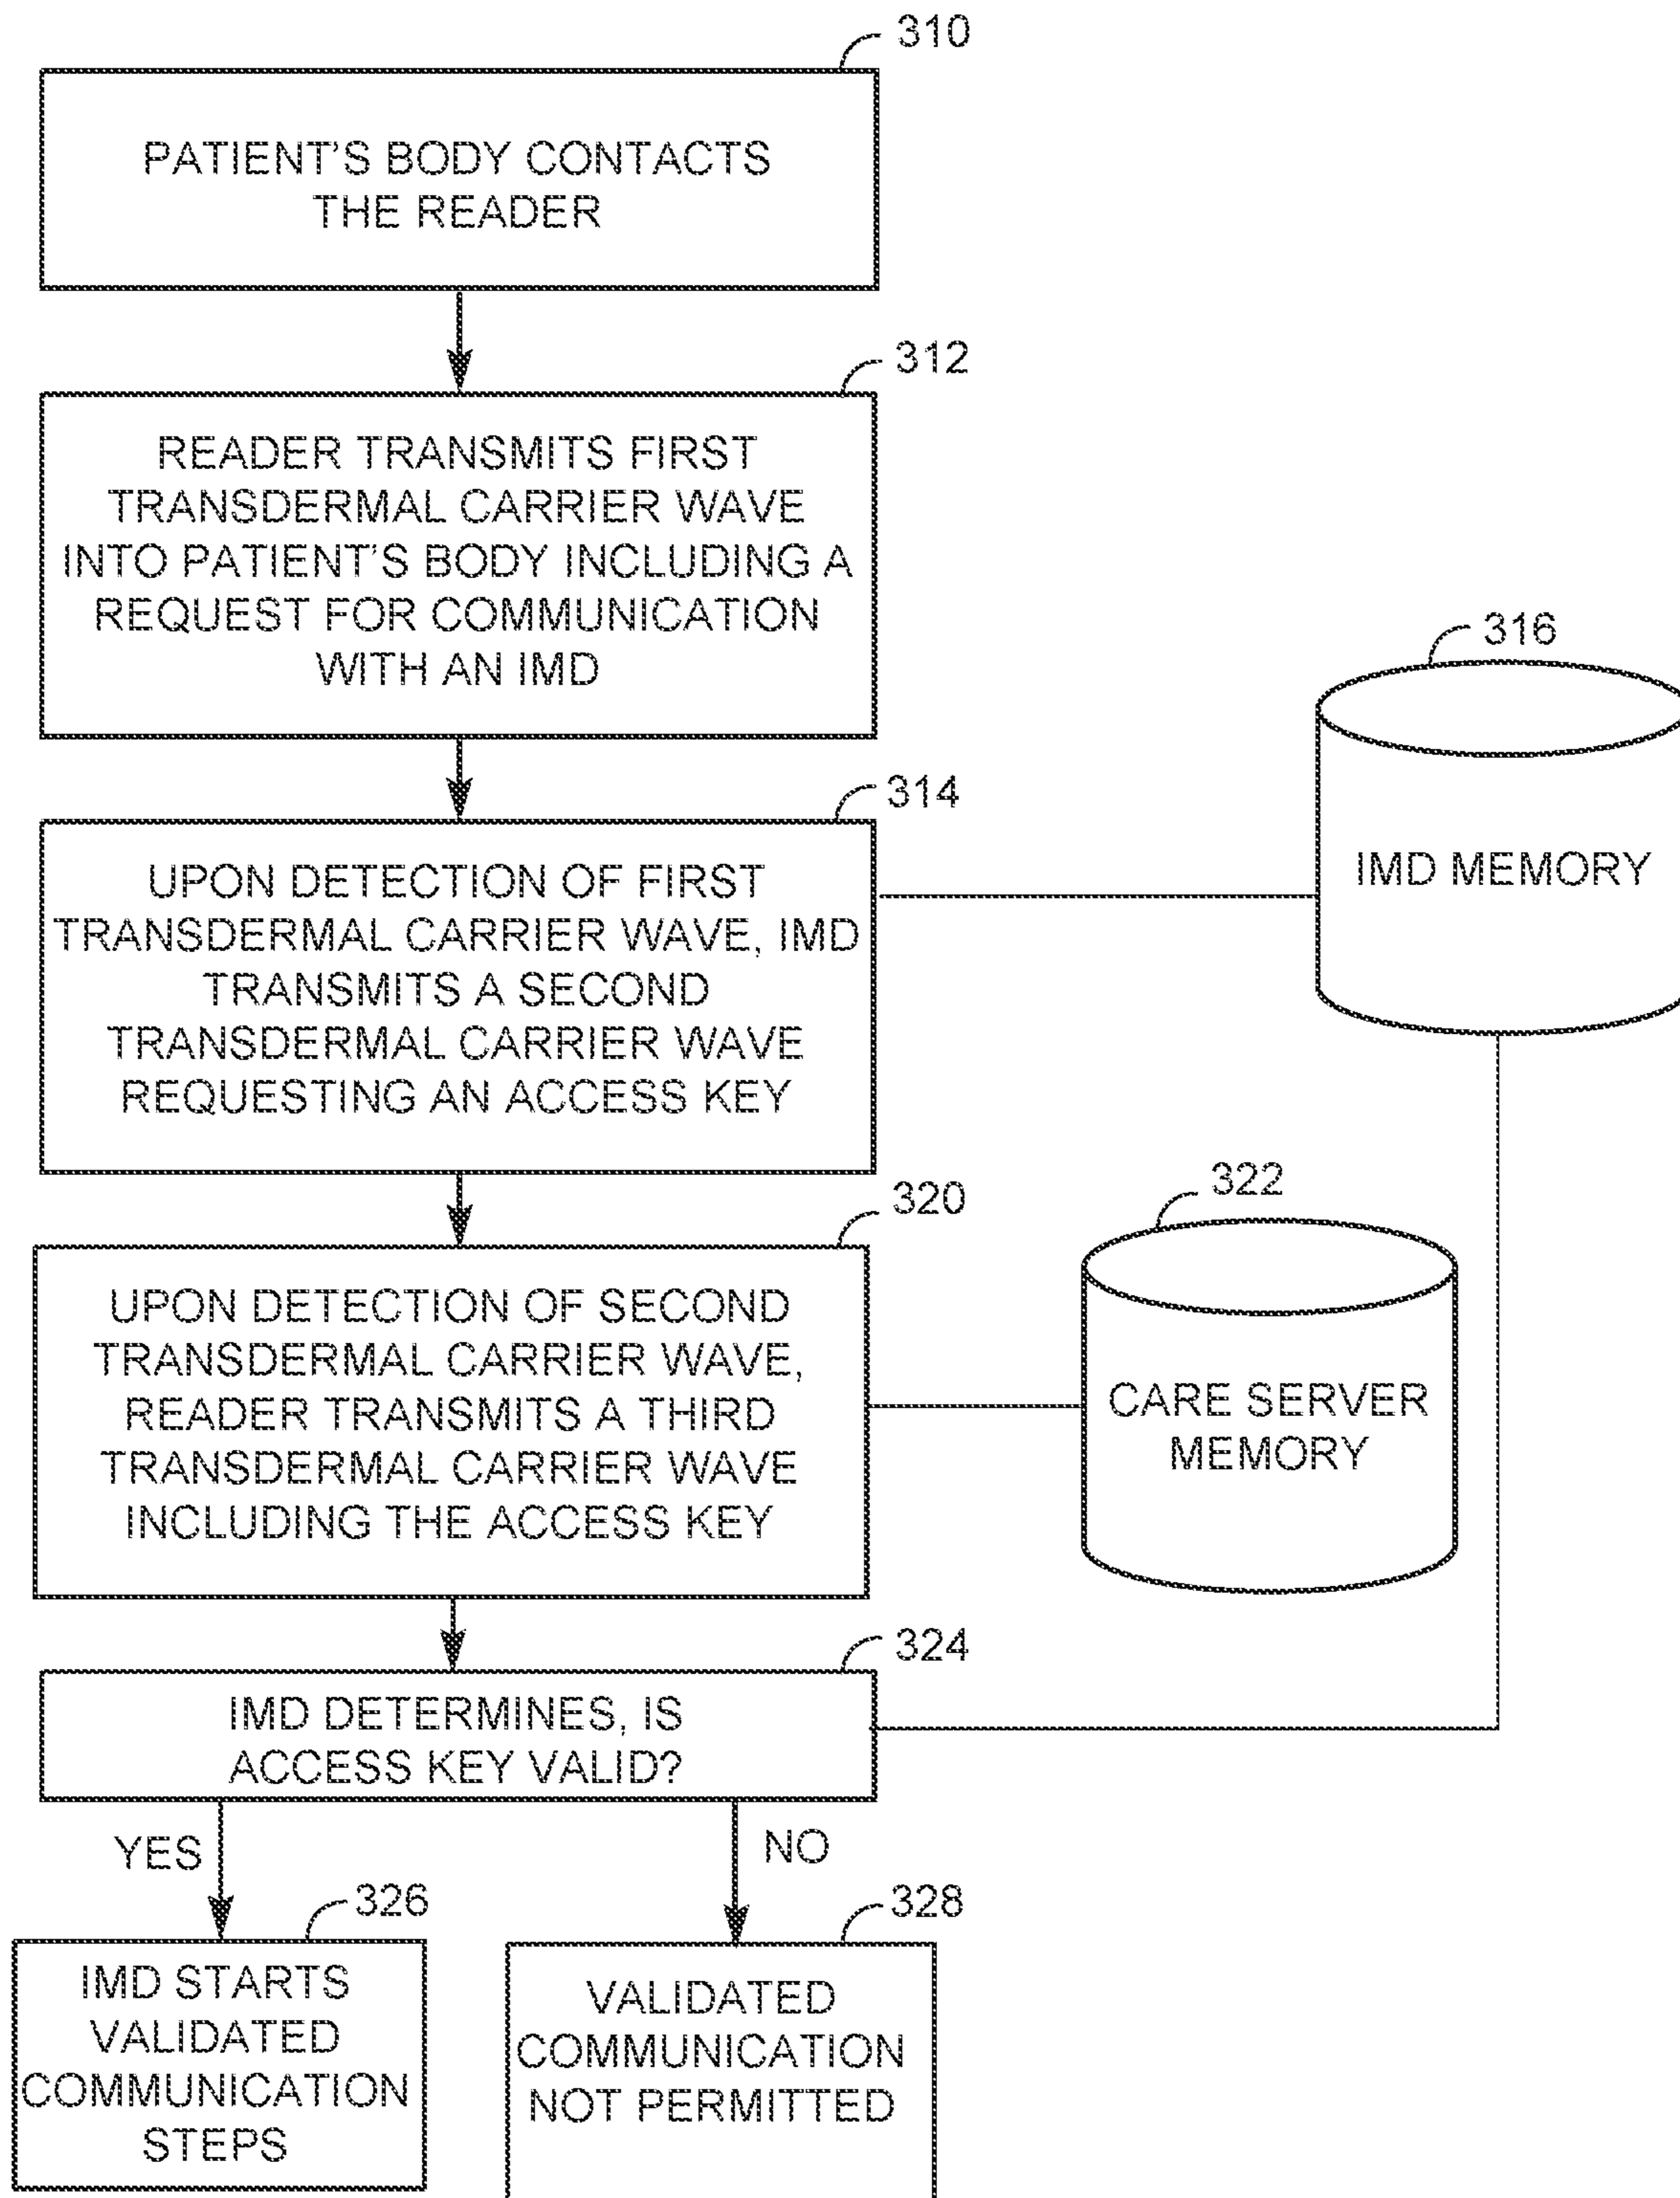 310
PATIENT'S BODY CONTACTS
THE READER
312
READER TRANSMITS FIRST
TRANSDERMAL CARRIER WAVE
INTO PATIENT'S BODY INCLUDING A
REQUEST FOR COMMUNICATION
WITH AN IMD
314
UPON DETECTION OF FIRST
TRANSDERMAL CARRIER WAVE, IMD
TRANSMITS A SECOND
TRANSDERMAL CARRIER WAVE
REQUESTING AN ACCESS KEY
316
IMD MEMORY
320
UPON DETECTION OF SECOND
TRANSDERMAL CARRIER WAVE,
READER TRANSMITS A THIRD
TRANSDERMAL CARRIER WAVE
INCLUDING THE ACCESS KEY
322
CARE SERVER
MEMORY
324
IMD DETERMINES, IS
ACCESS KEY VALID?
YES
NO
326
IMD STARTS
VALIDATED
COMMUNICATION
STEPS
328
VALIDATED
COMMUNICATION
NOT PERMITTED